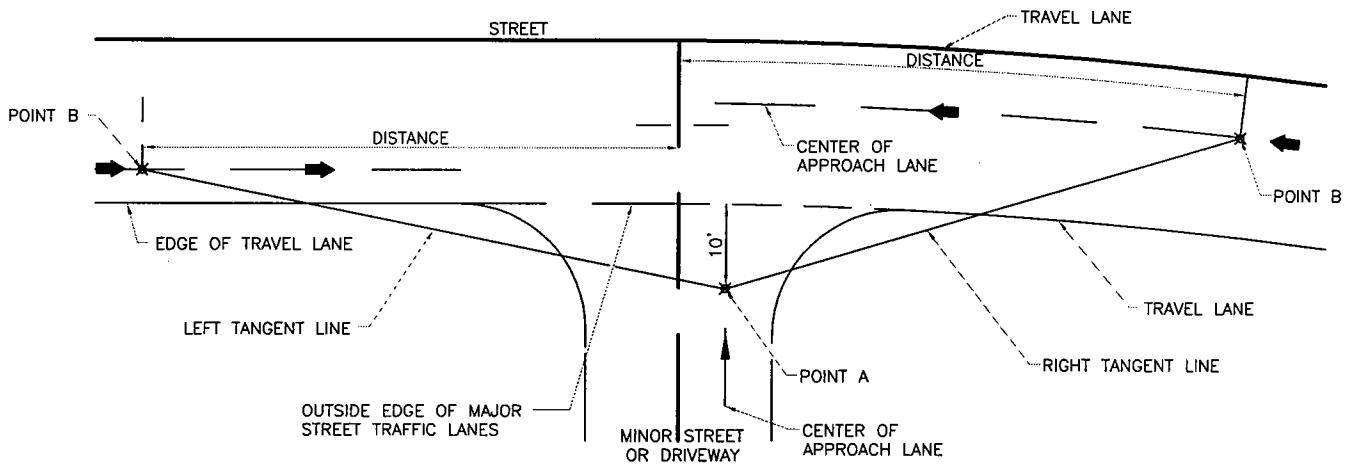 TRAVEL LANE
STREET
DISTANCE
POINT B
DISTANCE
CENTER OF
APPROACH LANE
POINT B
EDGE OF TRAVEL LANE
10'
LEFT TANGENT LINE
TRAVEL LANE
RIGHT TANGENT LINE
POINT A
OUTSIDE EDGE OF MAJOR
STREET TRAFFIC LANES
MINOR STREET
OR DRIVEWAY
CENTER OF
APPROACH LANE